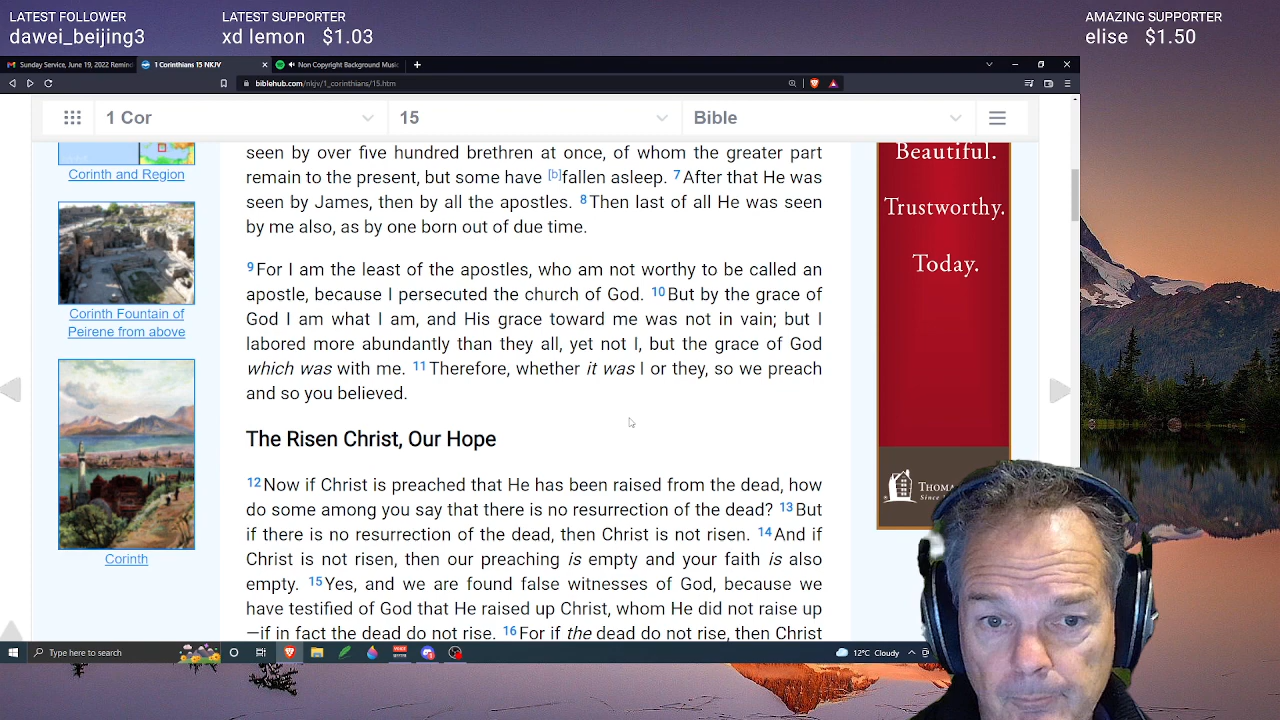 LATEST FOLLOWER
dawei_beijing3
LATEST SUPPORTER
xd lemon $1.03
AMAZING SUPPORTER
elise $1.50
Sunday Service, June 19, 2022 Remind
1 Corinthians 15 NKJV
Non Copyright Background Music
biblehub.com/nkjv/1_corinthians/15.htm
1 Cor
15
Bible
Corinth and Region
Corinth Fountain of
Peirene from above
Corinth
seen by over five hundred brethren at once, of whom the greater part
remain to the present, but some have [b]fallen asleep. 7 After that He was
seen by James, then by all the apostles. 8 Then last of all He was seen
by me also, as by one born out of due time.
9 For I am the least of the apostles, who am not worthy to be called an
apostle, because I persecuted the church of God. 10 But by the grace of
God I am what I am, and His grace toward me was not in vain; but I
labored more abundantly than they all, yet not I, but the grace of God
which was with me. 11 Therefore, whether it was I or they, so we preach
and so you believed.
The Risen Christ, Our Hope
12 Now if Christ is preached that He has been raised from the dead, how
do some among you say that there is no resurrection of the dead? 13 But
if there is no resurrection of the dead, then Christ is not risen. 14 And if
Christ is not risen, then our preaching is empty and your faith is also
empty. 15 Yes, and we are found false witnesses of God, because we
have testified of God that He raised up Christ, whom He did not raise up
—if in fact the dead do not rise. 16 For if the dead do not rise, then Christ
Beautiful.
Trustworthy.
Today.
THOMA
Since 1
Type here to search
12°C Cloudy